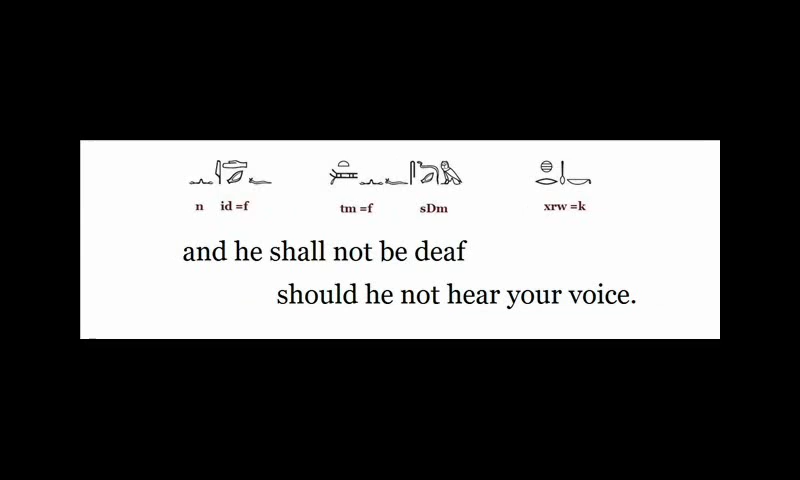 n id =f tm =f sDm xrw =k
and he shall not be deaf
should he not hear your voice.